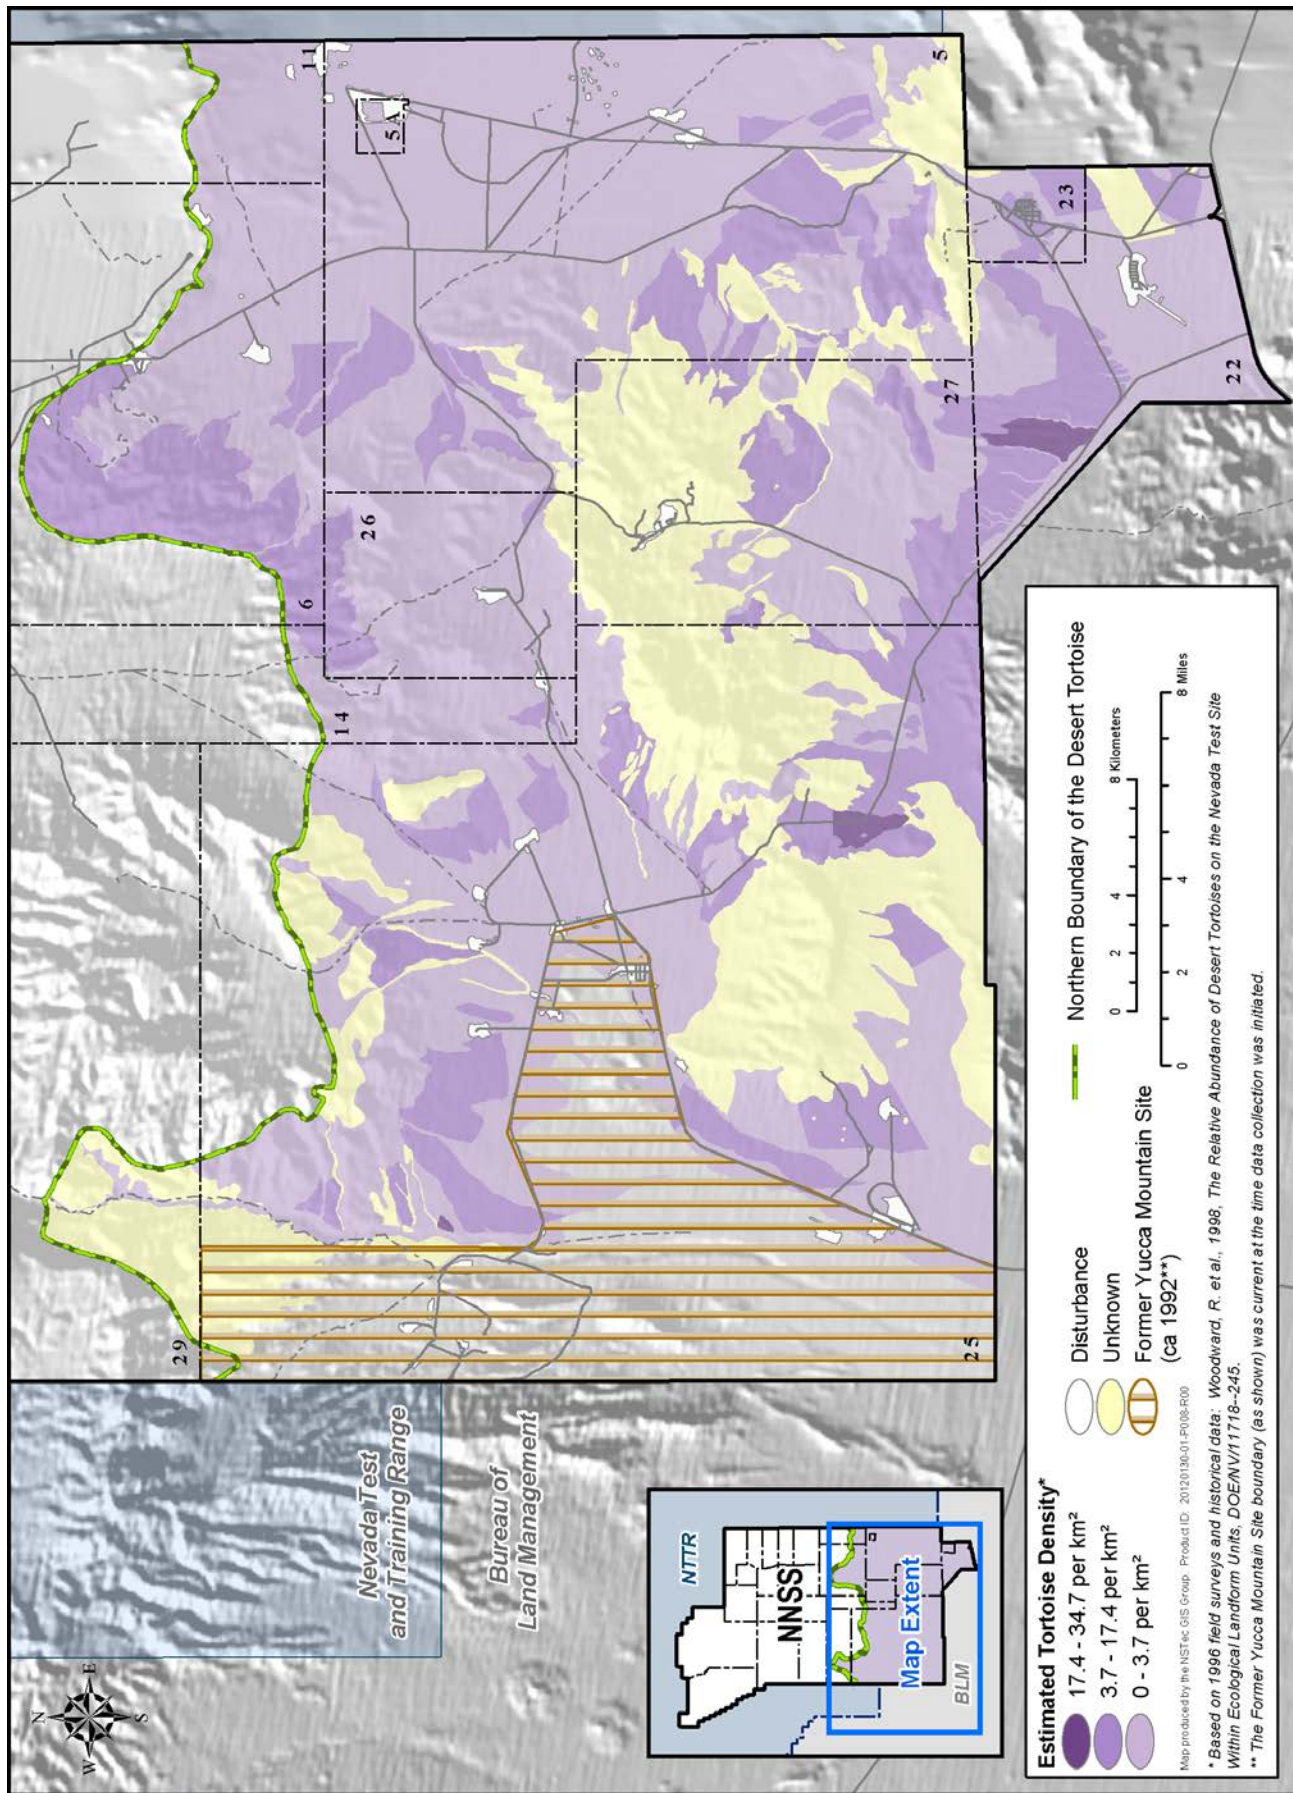 N
W
E
S
Nevada Test
and Training Range
Bureau of
Land Management
29
14
6
11
26
5A
5
25
27
23
22
NTTR
NNSS
Map Extent
BLM
Estimated Tortoise Density*
17.4 - 34.7 per km²
3.7 - 17.4 per km²
0 - 3.7 per km²
Disturbance
Unknown
Former Yucca Mountain Site
(ca 1992**)
Northern Boundary of the Desert Tortoise
0 2 4 8 Kilometers
0 2 4 8 Miles
Map produced by the NSTec GIS Group. Product ID: 20120130-01-P008-R00
* Based on 1996 field surveys and historical data: Woodward, R. et al., 1998, The Relative Abundance of Desert Tortoises on the Nevada Test Site
Within Ecological Landform Units, DOE/NV/11718--245.
** The Former Yucca Mountain Site boundary (as shown) was current at the time data collection was initiated.